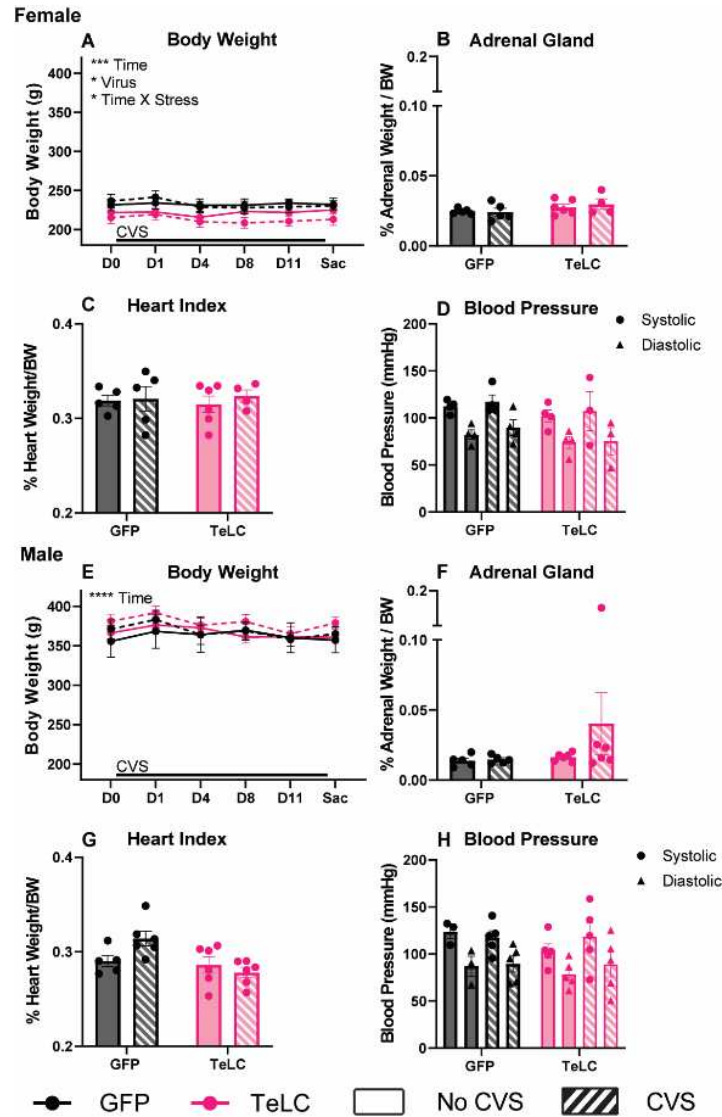 Female
A Body Weight
*** Time
* Virus
* Time X Stress
Body Weight (g)
400
350
300
250
200
CVS
D0 D1 D4 D8 D11 Sac
B Adrenal Gland
% Adrenal Weight / BW
0.2
0.10
0.05
0.00
GFP TeLC
C Heart Index
% Heart Weight/BW
0.4
0.3
0.2
GFP TeLC
D Blood Pressure
Systolic
Diastolic
Blood Pressure (mmHg)
200
150
100
50
0
GFP TeLC
Male
E Body Weight
**** Time
Body Weight (g)
400
350
300
250
200
CVS
D0 D1 D4 D8 D11 Sac
F Adrenal Gland
% Adrenal Weight / BW
0.2
0.10
0.05
0.00
GFP TeLC
G Heart Index
% Heart Weight/BW
0.4
0.3
0.2
GFP TeLC
H Blood Pressure
Systolic
Diastolic
Blood Pressure (mmHg)
200
150
100
50
0
GFP TeLC
GFP TeLC No CVS CVS